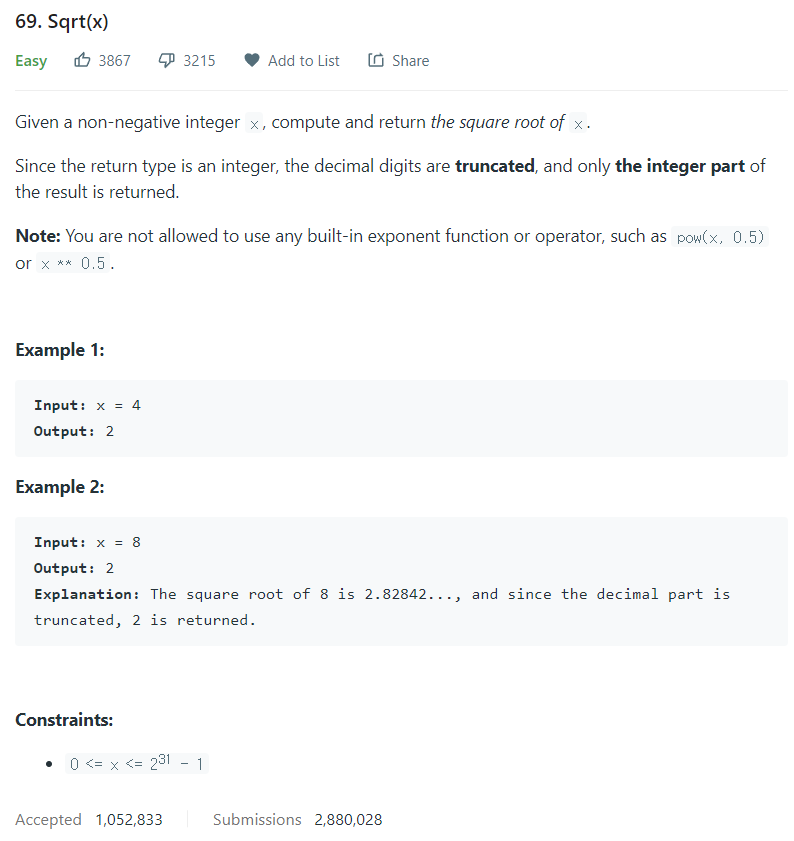 69. Sqrt(x)
Easy 3867 3215 Add to List Share
Given a non-negative integer x, compute and return the square root of x.
Since the return type is an integer, the decimal digits are truncated, and only the integer part of
the result is returned.
Note: You are not allowed to use any built-in exponent function or operator, such as pow(x, 0.5)
or x ** 0.5.
Example 1:
Input: x = 4
Output: 2
Example 2:
Input: x = 8
Output: 2
Explanation: The square root of 8 is 2.82842..., and since the decimal part is
truncated, 2 is returned.
Constraints:
• 0 <= x <= 2³¹ - 1
Accepted 1,052,833 Submissions 2,880,028